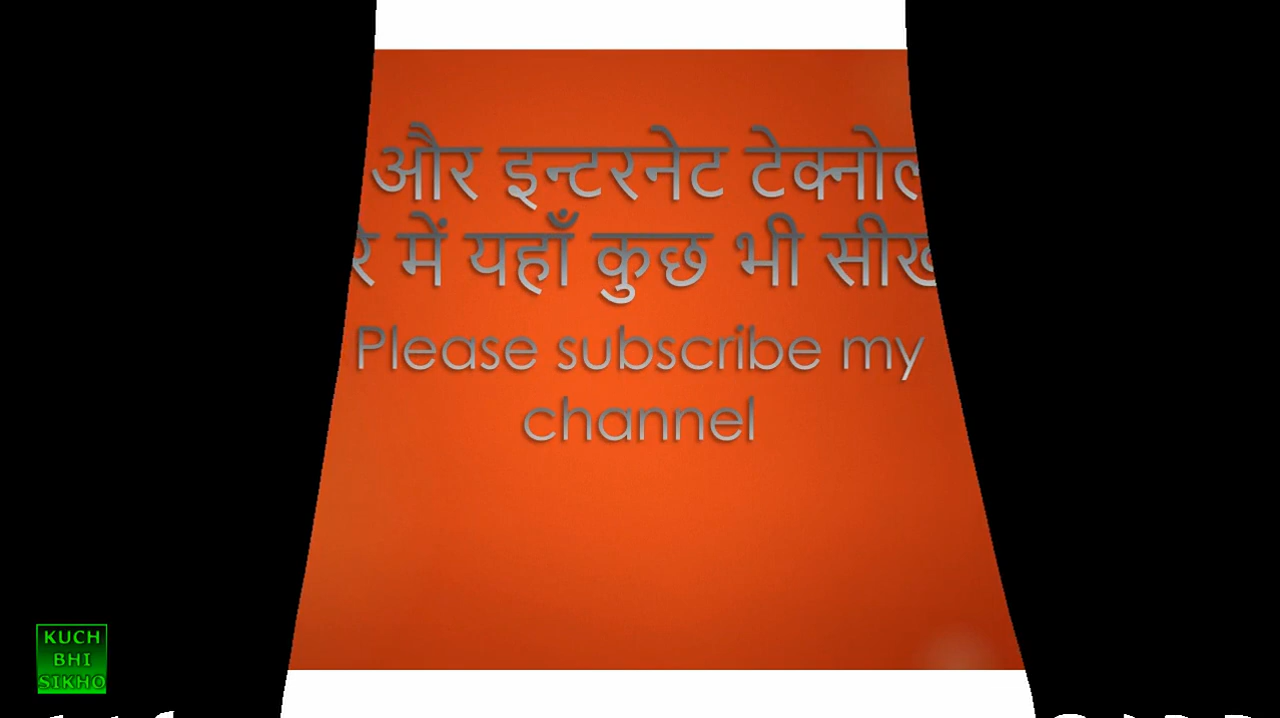 और इन्टरनेट
में यहाँ कुछ भी
Please subscribe my
channel
KUCH
BHI
SIKHO